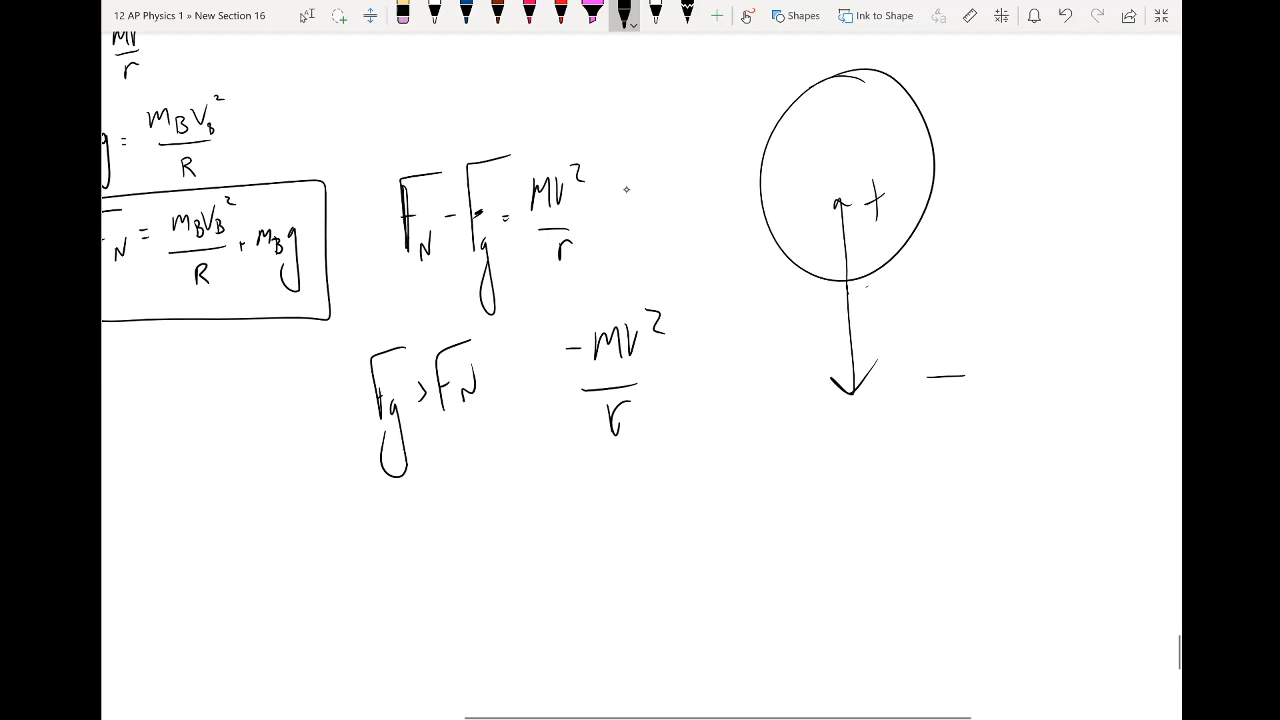 12 AP Physics 1 » New Section 16
Shapes
Ink to Shape
MV
r
g = m_B V_B^2
R
F_N = m_B V_B^2 + m_B g
R
F_N - F_g = MV^2
r
F_g > F_N
-MV^2
r
+
—